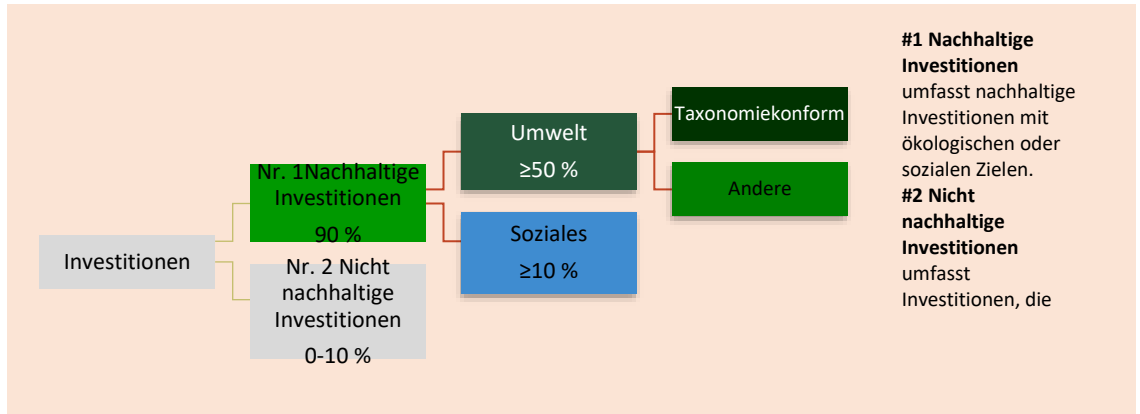 Investitionen
Nr. 1Nachhaltige
Investitionen
90 %
Nr. 2 Nicht
nachhaltige
Investitionen
0-10 %
Umwelt
≥50 %
Soziales
≥10 %
Taxonomiekonform
Andere
#1 Nachhaltige
Investitionen
umfasst nachhaltige
Investitionen mit
ökologischen oder
sozialen Zielen.
#2 Nicht
nachhaltige
Investitionen
umfasst
Investitionen, die